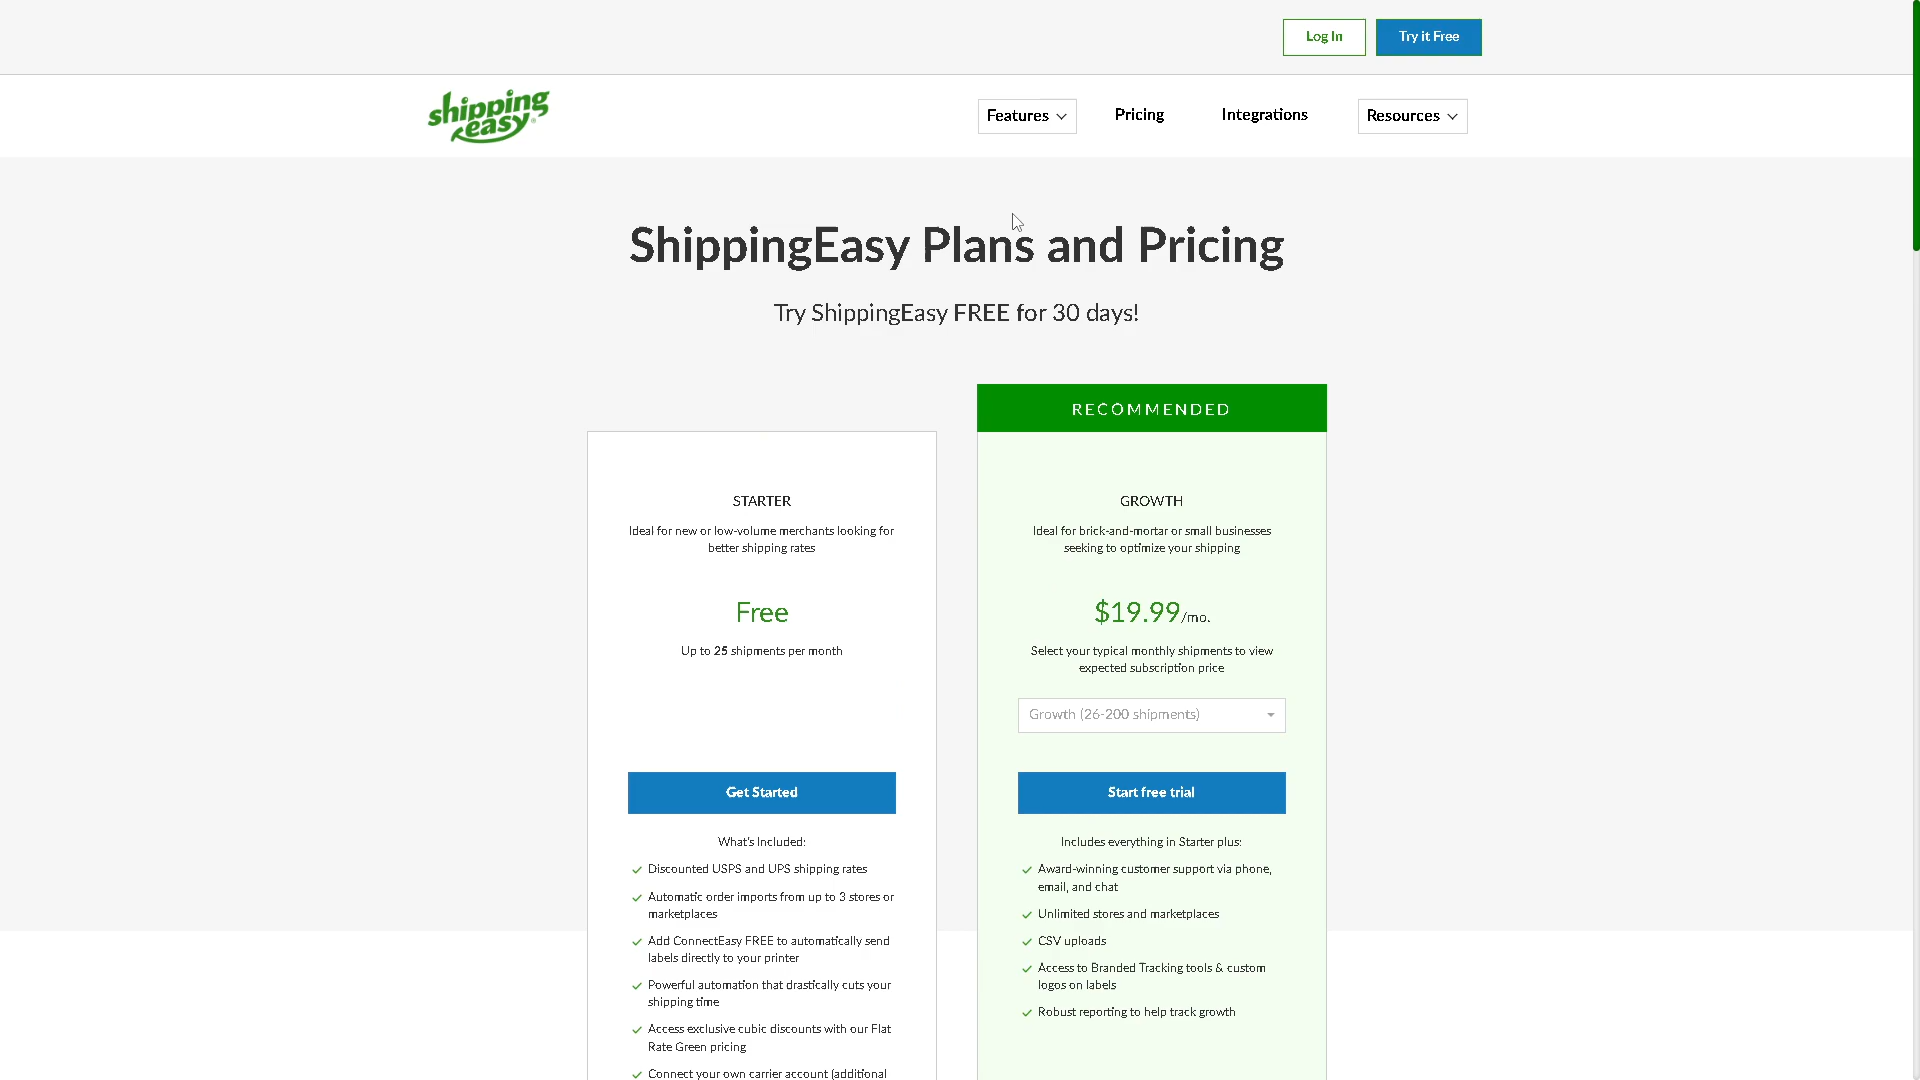 Log In
Try it Free
shipping
easy
Features
Pricing
Integrations
Resources
ShippingEasy Plans and Pricing
Try ShippingEasy FREE for 30 days!
STARTER
Ideal for new or low-volume merchants looking for
better shipping rates
Free
Up to 25 shipments per month
Get Started
What's Included:
Discounted USPS and UPS shipping rates
Automatic order imports from up to 3 stores or
marketplaces
Add ConnectEasy FREE to automatically send
labels directly to your printer
Powerful automation that drastically cuts your
shipping time
Access exclusive cubic discounts with our Flat
Rate Green pricing
Connect your own carrier account (additional
RECOMMENDED
GROWTH
Ideal for brick-and-mortar or small businesses
seeking to optimize your shipping
$19.99/mo.
Select your typical monthly shipments to view
expected subscription price
Growth (26-200 shipments)
Start free trial
Includes everything in Starter plus:
Award-winning customer support via phone,
email, and chat
Unlimited stores and marketplaces
CSV uploads
Access to Branded Tracking tools & custom
logos on labels
Robust reporting to help track growth